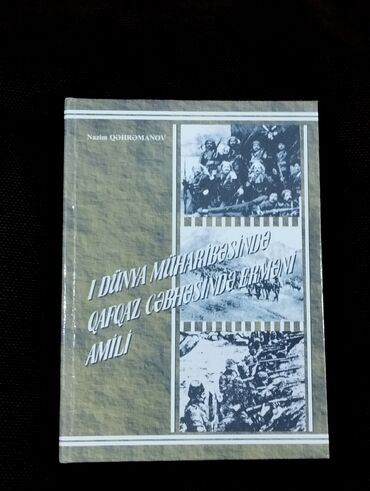 Nazim QƏHRƏMANOV
I DÜNYA MÜHARİBƏSİNDƏ
QAFQAZ CƏBHƏSİNDƏ ERMƏNİ
AMİLİ